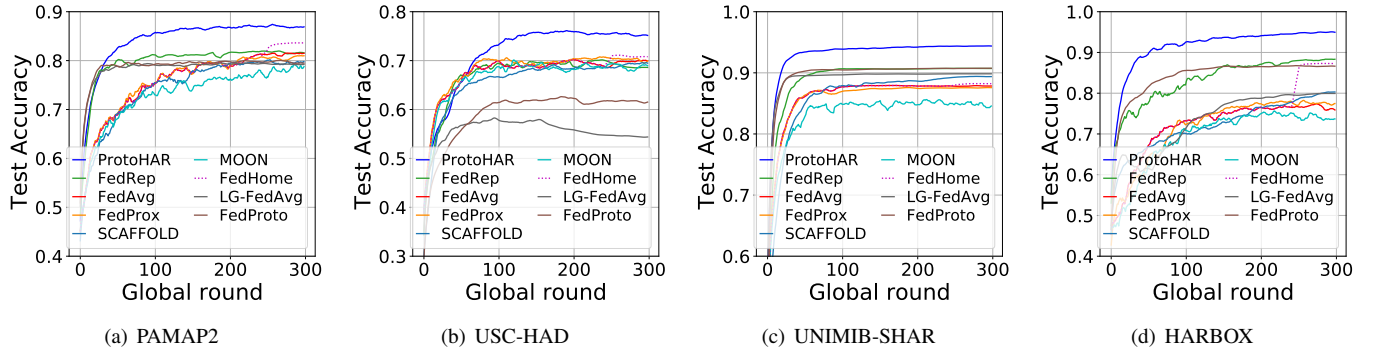 Test Accuracy
0.9
0.8
0.7
0.6
0.5
0.4
ProtoHAR
FedRep
FedAvg
FedProx
SCAFFOLD
MOON
FedHome
LG-FedAvg
FedProto
0 100 200 300
Global round
(a) PAMAP2
Test Accuracy
0.8
0.7
0.6
0.5
0.4
0.3
ProtoHAR
FedRep
FedAvg
FedProx
SCAFFOLD
MOON
FedHome
LG-FedAvg
FedProto
0 100 200 300
Global round
(b) USC-HAD
Test Accuracy
1.0
0.9
0.8
0.7
0.6
ProtoHAR
FedRep
FedAvg
FedProx
SCAFFOLD
MOON
FedHome
LG-FedAvg
FedProto
0 100 200 300
Global round
(c) UNIMIB-SHAR
Test Accuracy
1.0
0.9
0.8
0.7
0.6
0.5
0.4
ProtoHAR
FedRep
FedAvg
FedProx
SCAFFOLD
MOON
FedHome
LG-FedAvg
FedProto
0 100 200 300
Global round
(d) HARBOX